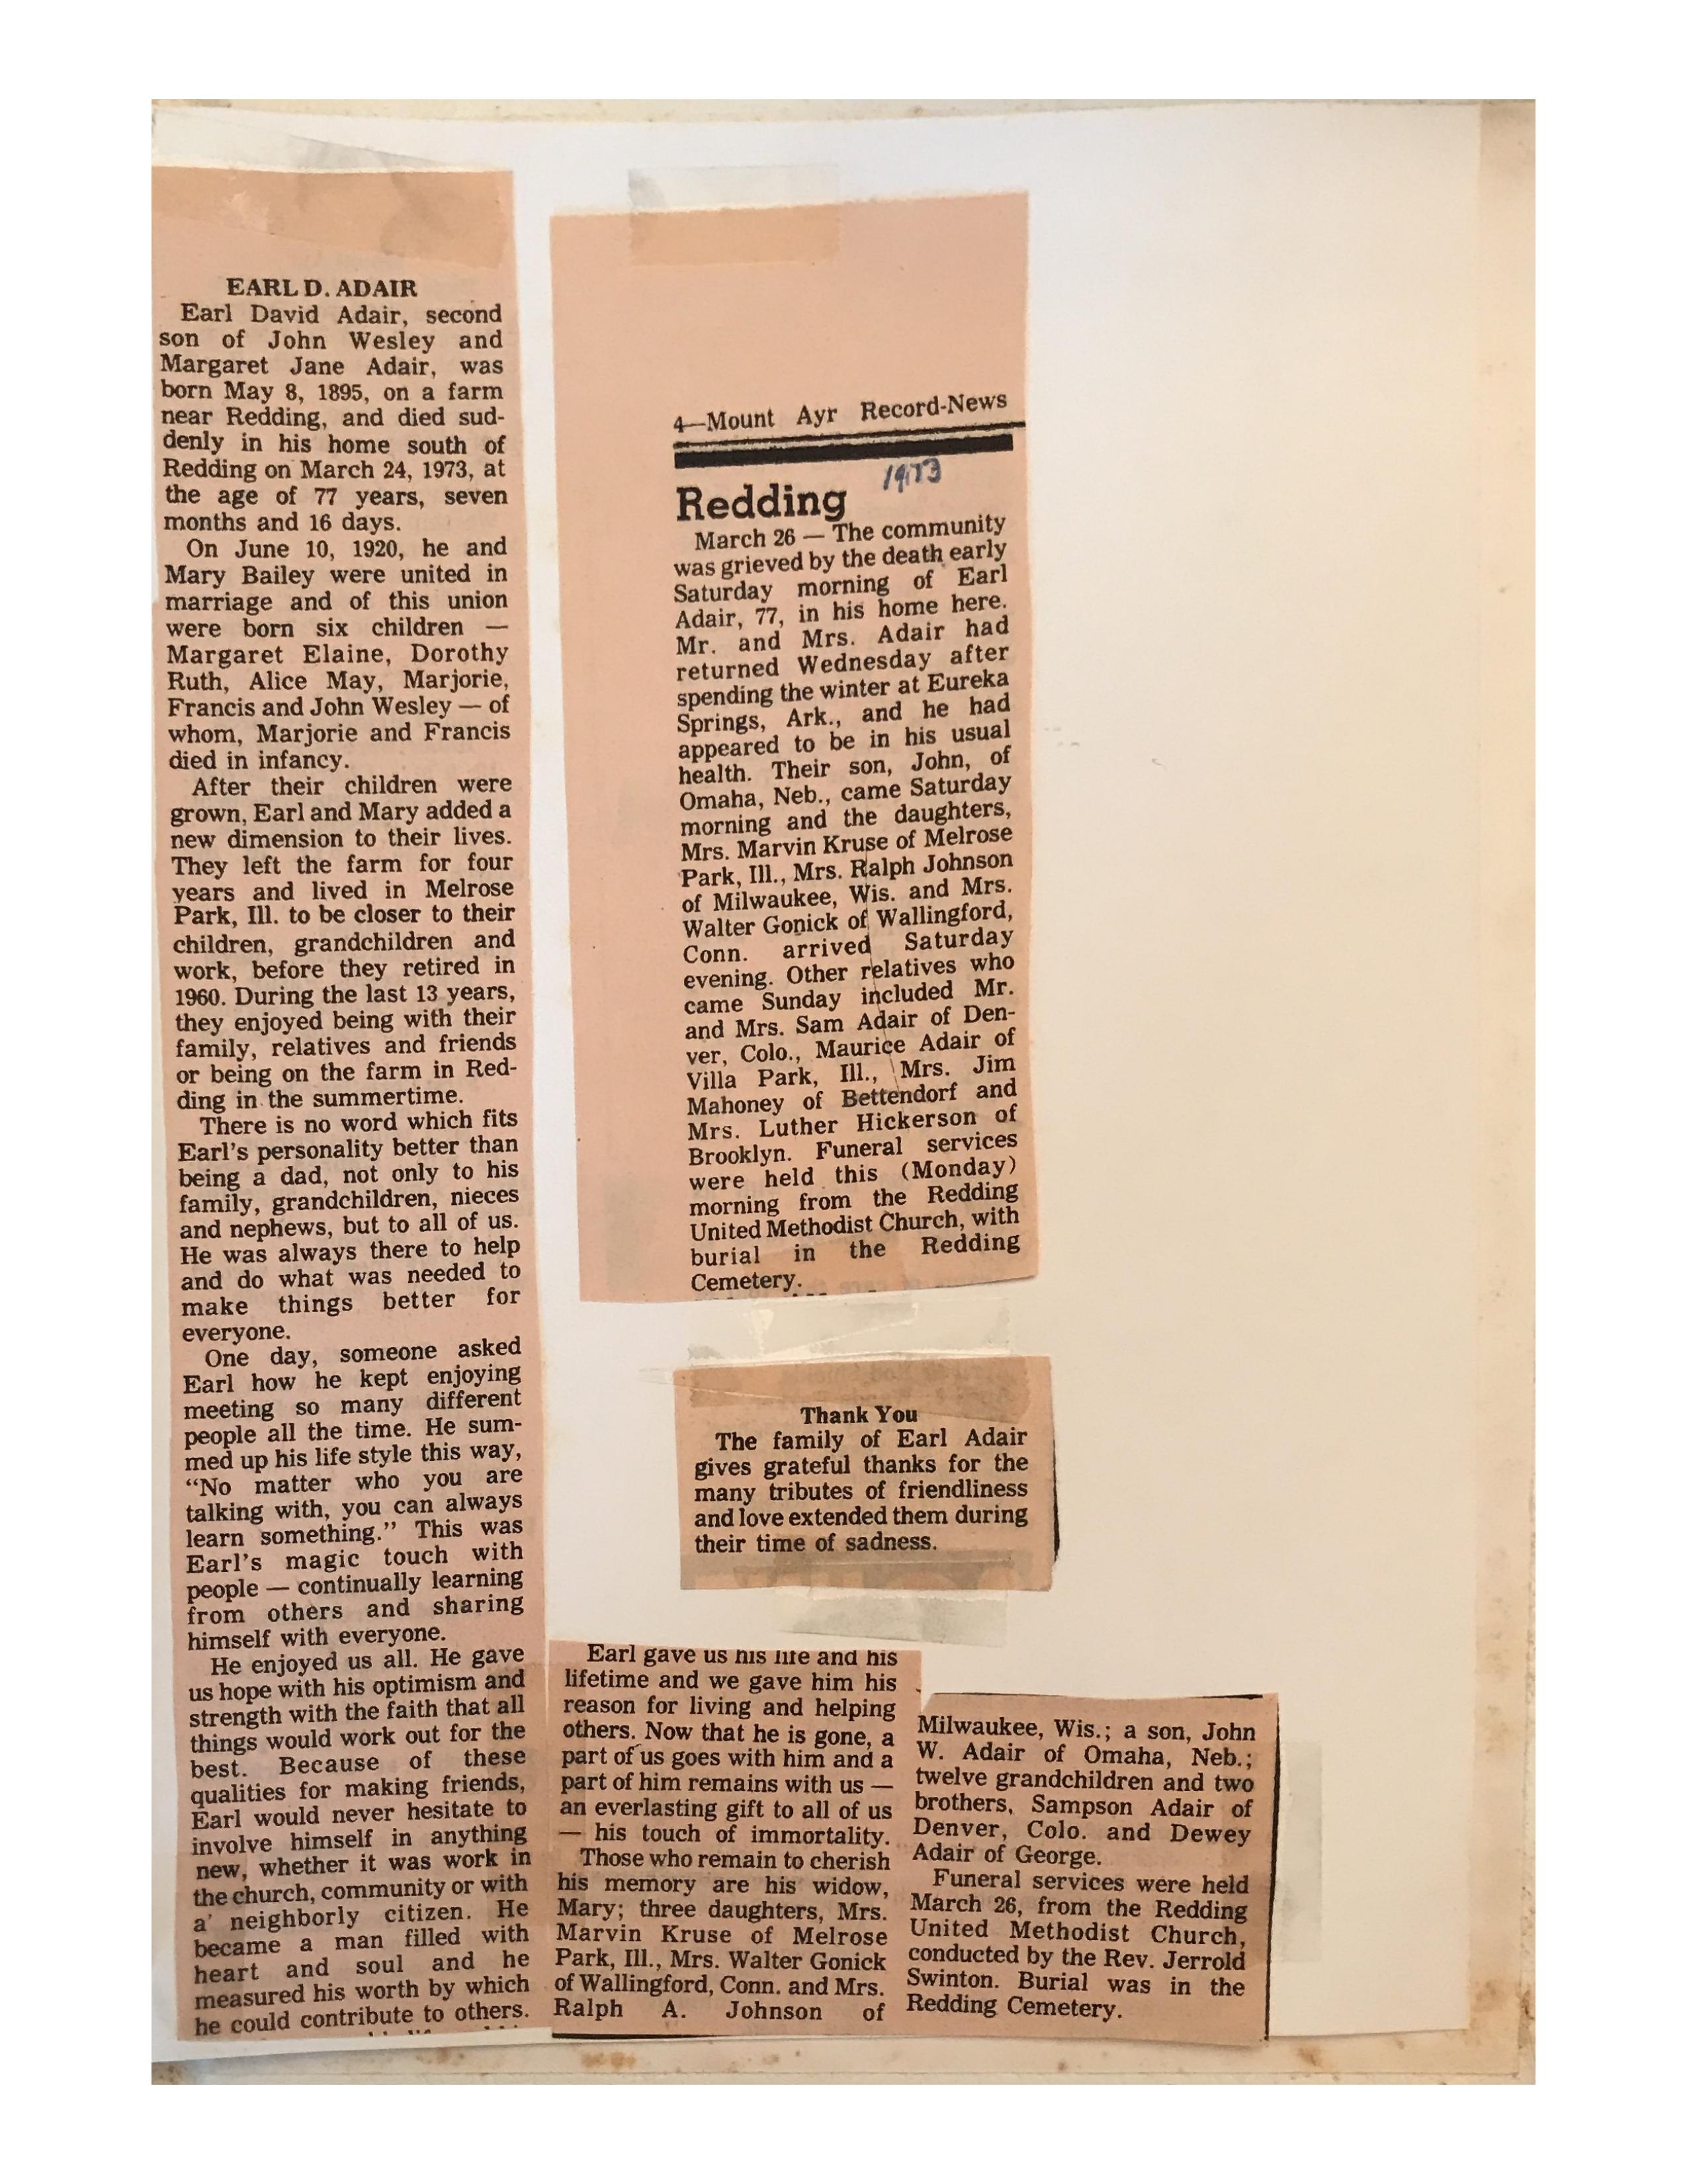 EARL D. ADAIR
Earl David Adair, second
son of John Wesley and
Margaret Jane Adair, was
born May 8, 1895, on a farm
near Redding, and died sud-
denly in his home south of
Redding on March 24, 1973, at
the age of 77 years, seven
months and 16 days.
On June 10, 1920, he and
Mary Bailey were united in
marriage and of this union
were born six children —
Margaret Elaine, Dorothy
Ruth, Alice May, Marjorie,
Francis and John Wesley — of
whom, Marjorie and Francis
died in infancy.
After their children were
grown, Earl and Mary added a
new dimension to their lives.
They left the farm for four
years and lived in Melrose
Park, Ill. to be closer to their
children, grandchildren and
work, before they retired in
1960. During the last 13 years,
they enjoyed being with their
family, relatives and friends
or being on the farm in Red-
ding in the summertime.
There is no word which fits
Earl's personality better than
being a dad, not only to his
family, grandchildren, nieces
and nephews, but to all of us.
He was always there to help
and do what was needed to
make things better for
everyone.
One day, someone asked
Earl how he kept enjoying
meeting so many different
people all the time. He sum-
med up his life style this way,
"No matter who you are
talking with, you can always
learn something." This was
Earl's magic touch with
people — continually learning
from others and sharing
himself with everyone.
He enjoyed us all. He gave
us hope with his optimism and
strength with the faith that all
things would work out for the
best. Because of these
qualities for making friends,
Earl would never hesitate to
involve himself in anything
new, whether it was work in
the church, community or with
a neighborly citizen. He
became a man filled with
heart and soul and he
measured his worth by which
he could contribute to others.
4—Mount Ayr Record-News
1973
Redding
March 26 — The community
was grieved by the death early
Saturday morning of Earl
Adair, 77, in his home here.
Mr. and Mrs. Adair had
returned Wednesday after
spending the winter at Eureka
Springs, Ark., and he had
appeared to be in his usual
health. Their son, John, of
Omaha, Neb., came Saturday
morning and the daughters,
Mrs. Marvin Kruse of Melrose
Park, Ill., Mrs. Ralph Johnson
of Milwaukee, Wis. and Mrs.
Walter Gonick of Wallingford,
Conn. arrived Saturday
evening. Other relatives who
came Sunday included Mr.
and Mrs. Sam Adair of Den-
ver, Colo., Maurice Adair of
Villa Park, Ill., Mrs. Jim
Mahoney of Bettendorf and
Mrs. Luther Hickerson of
Brooklyn. Funeral services
were held this (Monday)
morning from the Redding
United Methodist Church, with
burial in the Redding
Cemetery.
Thank You
The family of Earl Adair
gives grateful thanks for the
many tributes of friendliness
and love extended them during
their time of sadness.
Earl gave us his life and his
lifetime and we gave him his
reason for living and helping
others. Now that he is gone, a
part of us goes with him and a
part of him remains with us —
an everlasting gift to all of us
— his touch of immortality.
Those who remain to cherish
his memory are his widow,
Mary; three daughters, Mrs.
Marvin Kruse of Melrose
Park, Ill., Mrs. Walter Gonick
of Wallingford, Conn. and Mrs.
Ralph A. Johnson of
Milwaukee, Wis.; a son, John
W. Adair of Omaha, Neb.;
twelve grandchildren and two
brothers, Sampson Adair of
Denver, Colo. and Dewey
Adair of George.
Funeral services were held
March 26, from the Redding
United Methodist Church,
conducted by the Rev. Jerrold
Swinton. Burial was in the
Redding Cemetery.